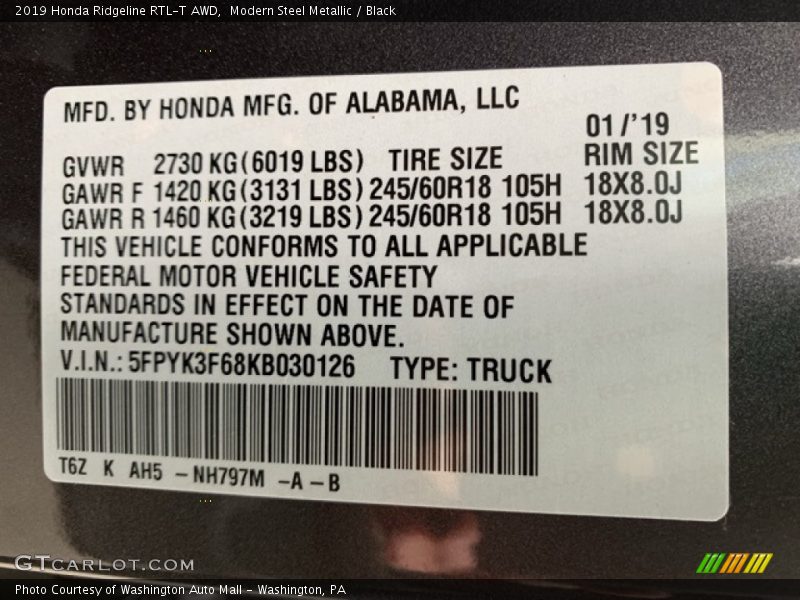 2019 Honda Ridgeline RTL-T AWD,  Modern Steel Metallic / Black
MFD. BY HONDA MFG. OF ALABAMA, LLC
01/'19
GVWR 2730 KG(6019 LBS) TIRE SIZE RIM SIZE
GAWR F 1420 KG(3131 LBS) 245/60R18 105H 18X8.0J
GAWR R 1460 KG(3219 LBS) 245/60R18 105H 18X8.0J
THIS VEHICLE CONFORMS TO ALL APPLICABLE
FEDERAL MOTOR VEHICLE SAFETY
STANDARDS IN EFFECT ON THE DATE OF
MANUFACTURE SHOWN ABOVE.
V.I.N.: 5FPYK3F68KB030126 TYPE: TRUCK
T6Z K AH5 -NH797M -A-B
GTCARLOT.COM
Photo Courtesy of Washington Auto Mall - Washington, PA